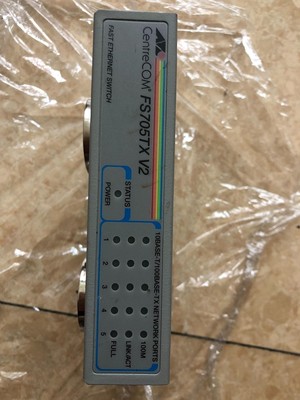 CentreCOM® FS705TX V2
FAST ETHERNET SWITCH
STATUS
POWER
10BASE-T/100BASE-TX NETWORK PORTS
1 2 3 4 5
100M
LINK/ACT
FULL